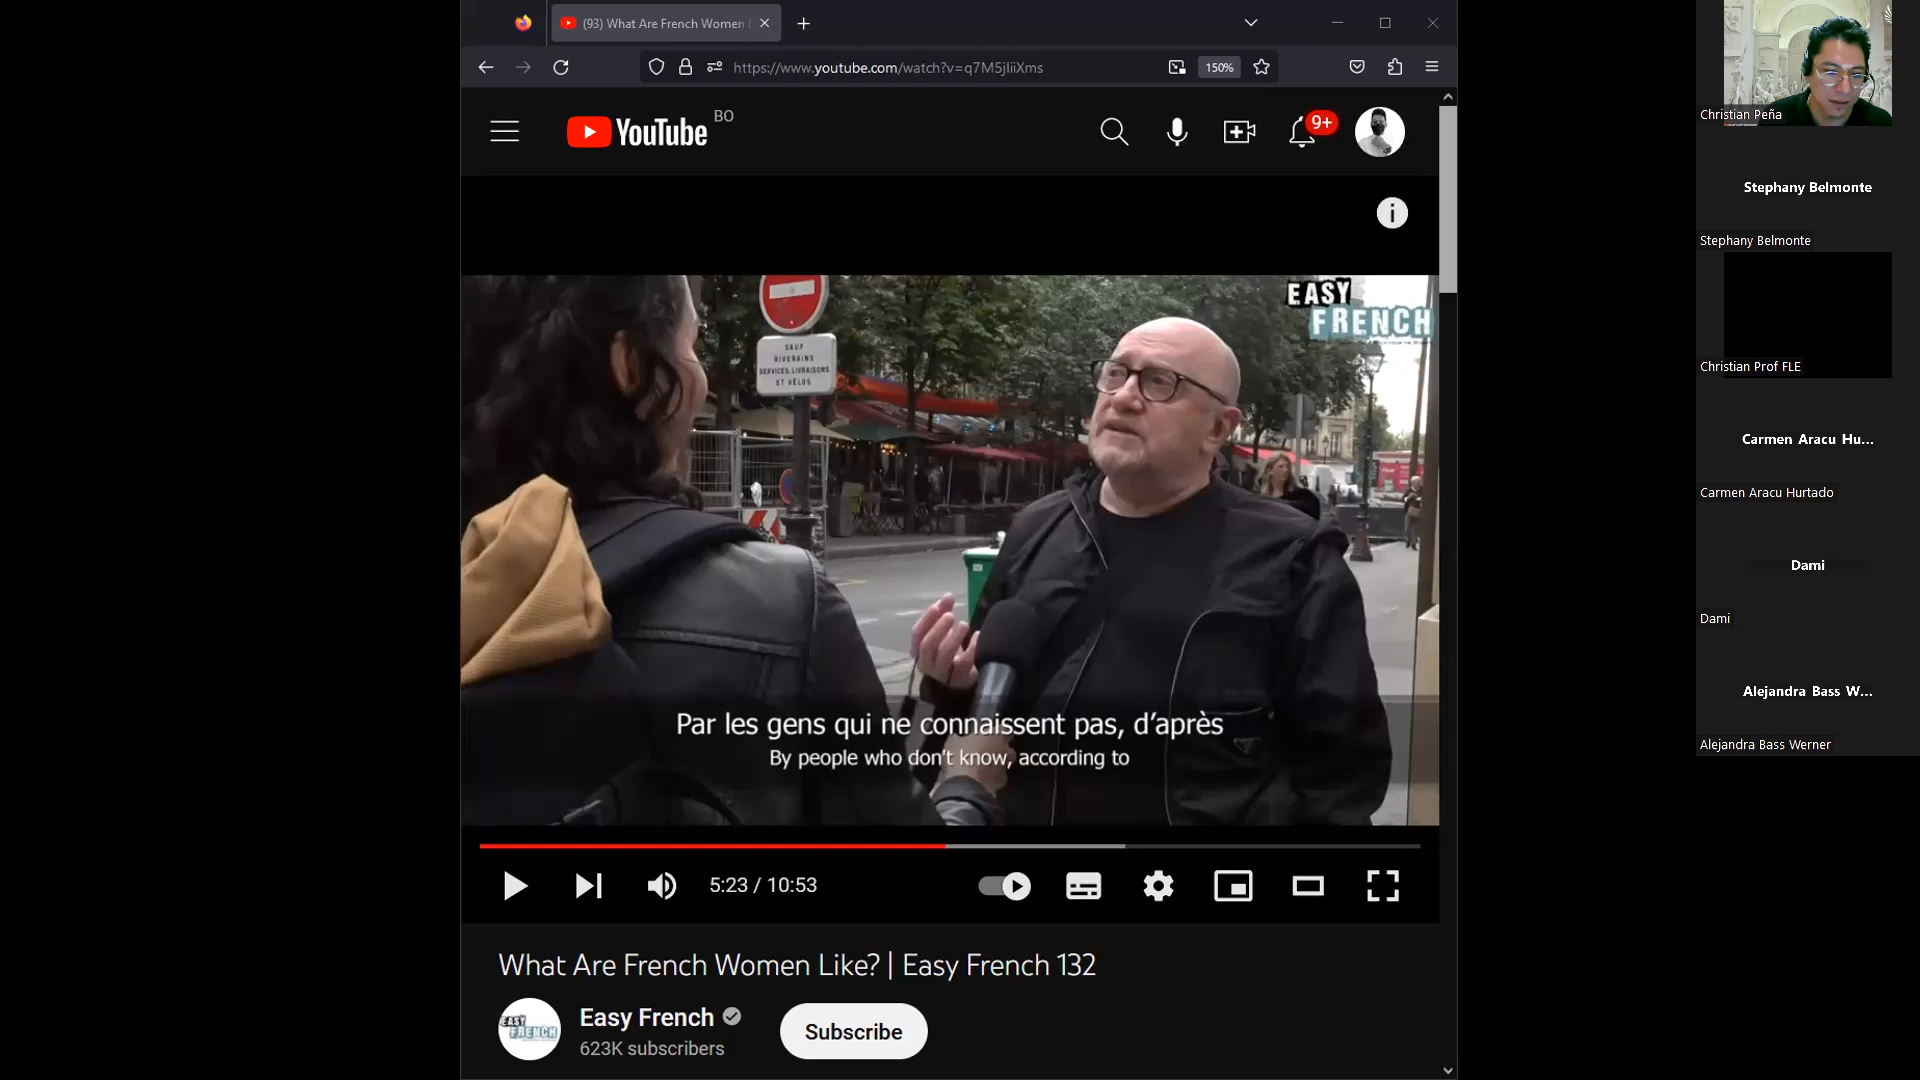 (93) What Are French Women L
https://www.youtube.com/watch?v=q7M5jIiiXms
150%
YouTube
BO
9+
EASY
FRENCH
SAUF
RIVERAINS
SERVICES, LIVRAISONS
ET VÉLOS
Par les gens qui ne connaissent pas, d'après
By people who don't know, according to
5:23 / 10:53
What Are French Women Like? | Easy French 132
EASY
FRENCH
Easy French
623K subscribers
Subscribe
Christian Peña
Stephany Belmonte
Stephany Belmonte
Christian Prof FLE
Carmen Aracu Hu...
Carmen Aracu Hurtado
Dami
Dami
Alejandra Bass W...
Alejandra Bass Werner